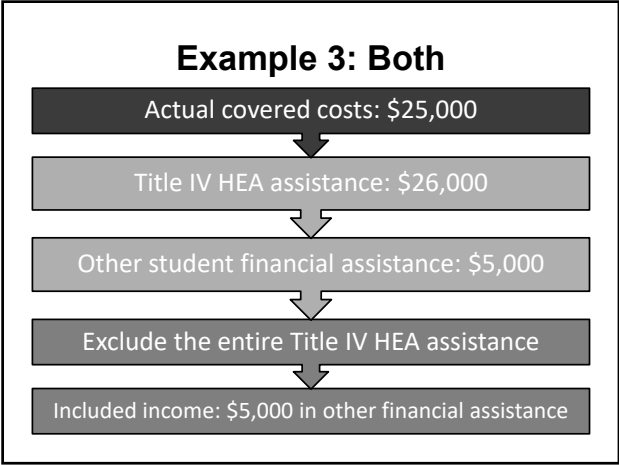 Example 3: Both
Actual covered costs: $25,000
Title IV HEA assistance: $26,000
Other student financial assistance: $5,000
Exclude the entire Title IV HEA assistance
Included income: $5,000 in other financial assistance